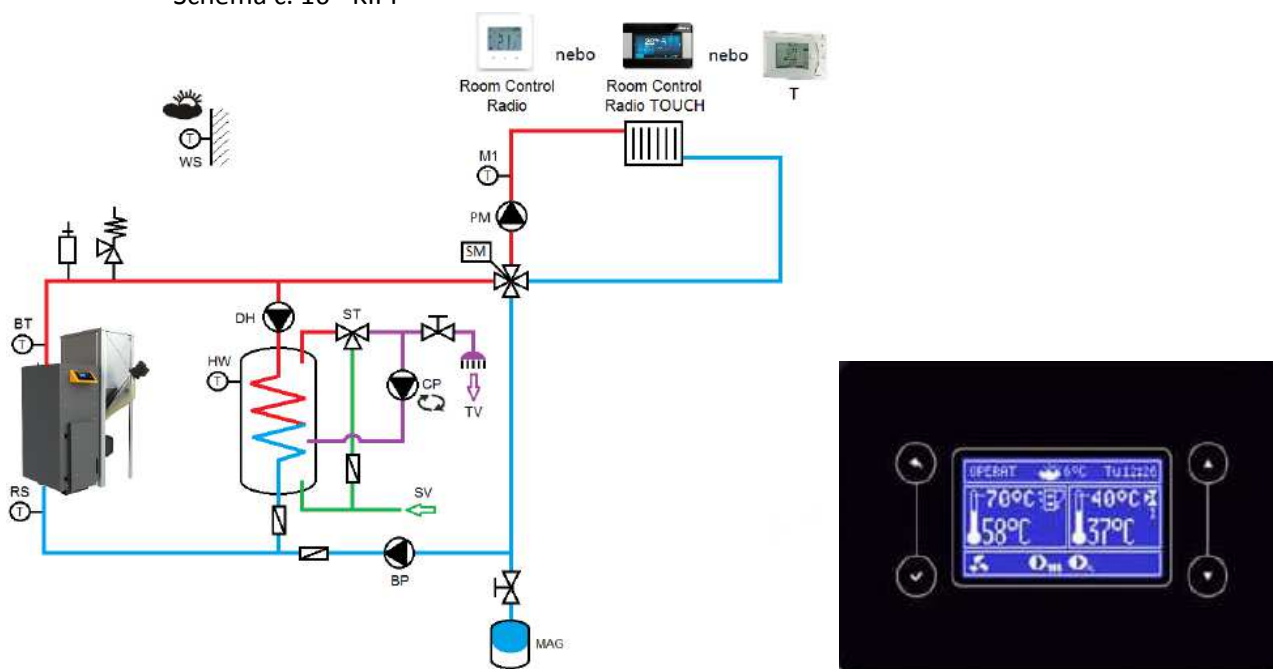 nebo
nebo
Room Control
Radio
Room Control
Radio TOUCH
T
T
WS
M1
T
PM
SM
BT
T
DH
ST
HW
T
CP
TV
RS
T
SV
BP
MAG
OPERAT 6°C Tu12:26
70°C 40°C
58°C 37°C